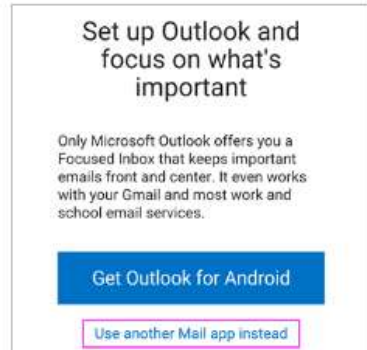 Set up Outlook and
focus on what's
important
Only Microsoft Outlook offers you a
Focused Inbox that keeps important
emails front and center. It even works
with your Gmail and most work and
school email services.
Get Outlook for Android
Use another Mail app instead